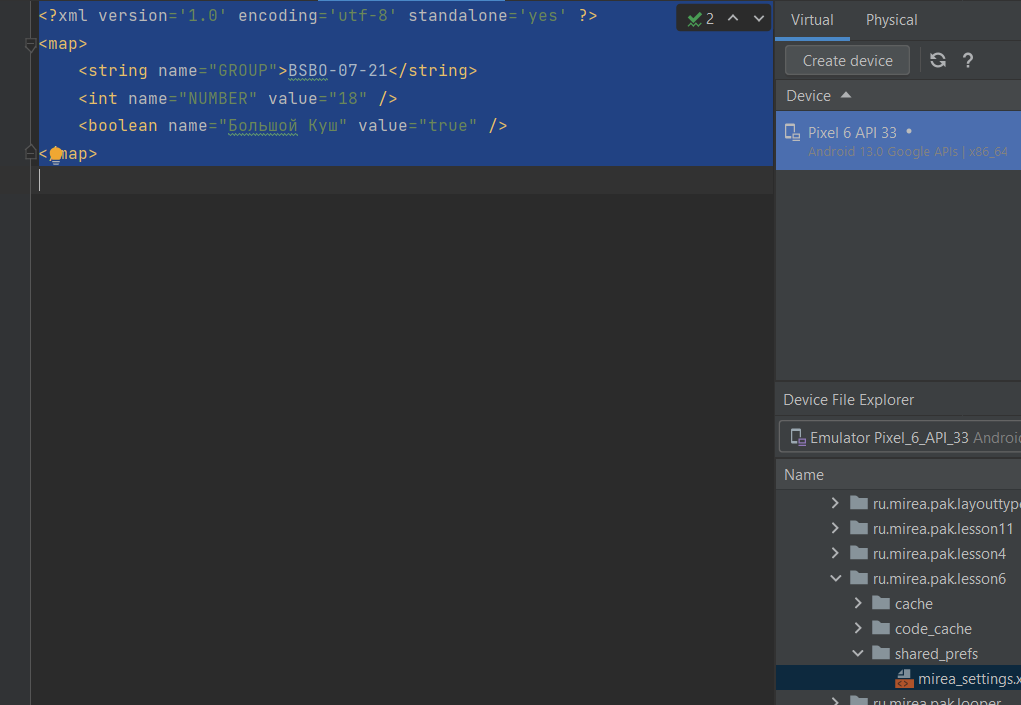 <?xml version='1.0' encoding='utf-8' standalone='yes' ?>
<map>
<string name="GROUP">BSBO-07-21</string>
<int name="NUMBER" value="18" />
<boolean name="Большой Куш" value="true" />
map>
2
Virtual Physical
Create device ?
Device
Pixel 6 API 33
Android 13.0 Google APIs | x86_64
Device File Explorer
Emulator Pixel_6_API_33 Android
Name
ru.mirea.pak.layouttype
ru.mirea.pak.lesson11
ru.mirea.pak.lesson4
ru.mirea.pak.lesson6
cache
code_cache
shared_prefs
mirea_settings.x
ru.mirea.pak.looper